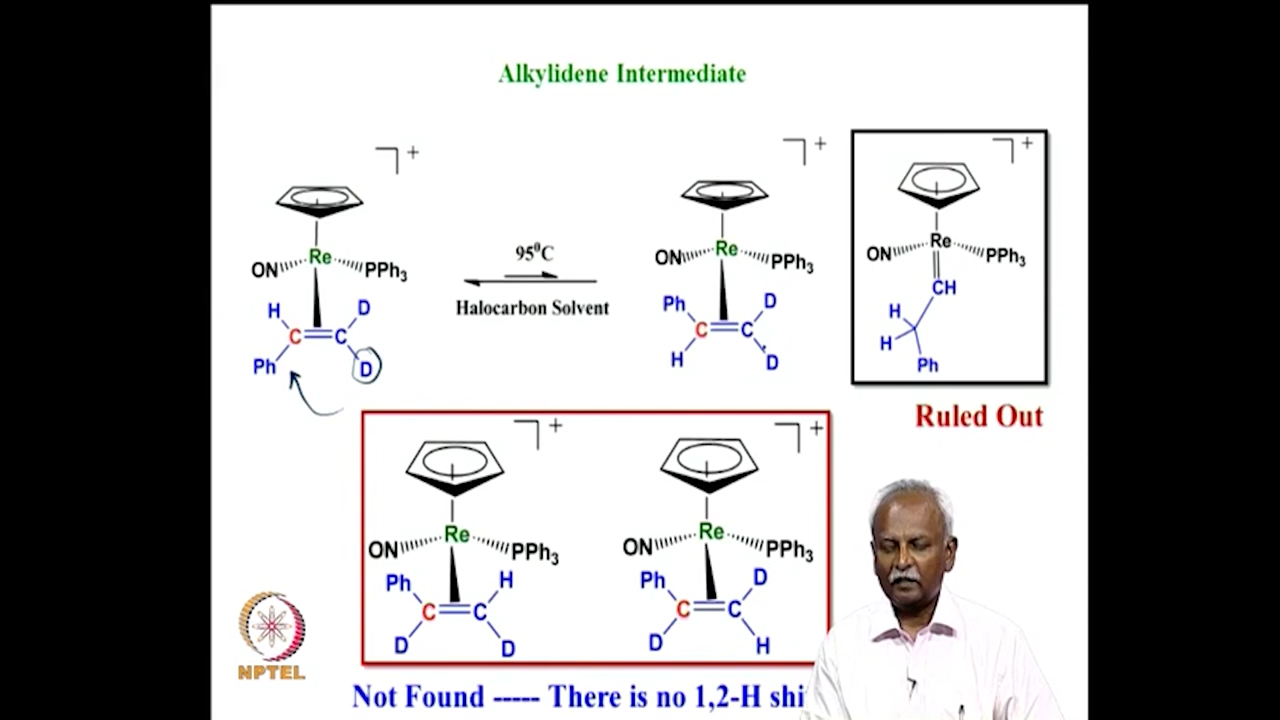 Alkylidene Intermediate
+
Re
ON
PPh3
H
D
C
C
Ph
D
95⁰C
Halocarbon Solvent
+
Re
ON
PPh3
Ph
D
C
C
H
D
+
Re
ON
PPh3
CH
H
H
Ph
Ruled Out
+
Re
ON
PPh3
Ph
H
C
C
D
D
+
Re
ON
PPh3
Ph
D
C
C
D
H
NPTEL
Not Found ----- There is no 1,2-H shi